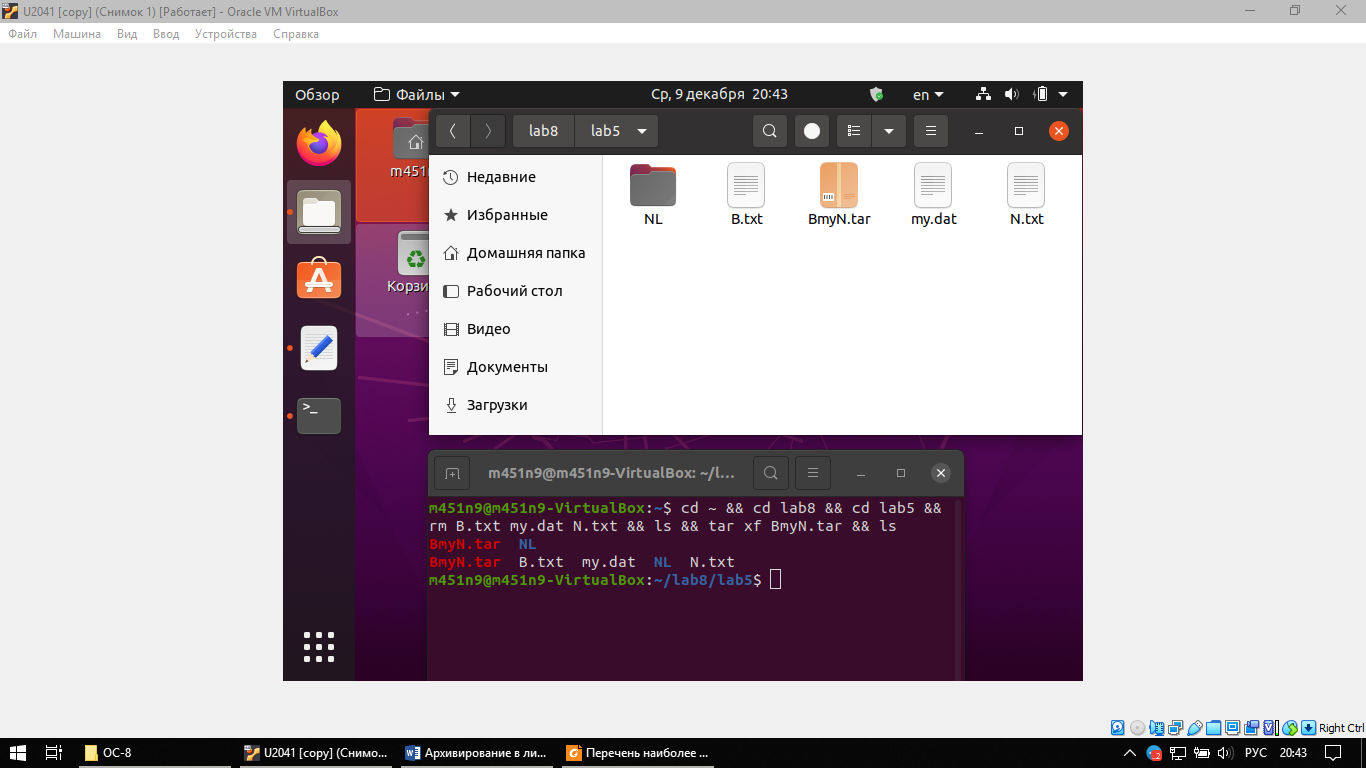 U2041 [copy] (Снимок 1) [Работает] - Oracle VM VirtualBox
Файл Машина Вид Ввод Устройства Справка
Обзор Файлы Ср, 9 декабря 20:43 en
lab8 lab5
m451
Корзи
Недавние
Избранные
Домашняя папка
Рабочий стол
Видео
Документы
Загрузки
NL B.txt BmyN.tar my.dat N.txt
m451n9@m451n9-VirtualBox: ~/l...
m451n9@m451n9-VirtualBox:~$ cd ~ && cd lab8 && cd lab5 &&
rm B.txt my.dat N.txt && ls && tar xf BmyN.tar && ls
BmyN.tar NL
BmyN.tar B.txt my.dat NL N.txt
m451n9@m451n9-VirtualBox:~/lab8/lab5$
Right Ctrl
ОС-8 U2041 [copy] (Снимо... Архивирование в ли... Перечень наиболее ... РУС 20:43